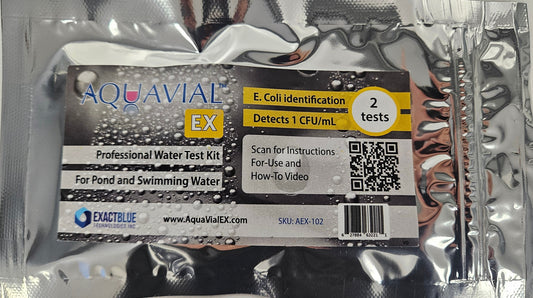 AQUAVIAL
EX
Professional Water Test Kit
For Pond and Swimming Water
EXACTBLUE
TECHNOLOGIES INC
www.AquaVialEX.com
E. Coli identification
Detects 1 CFU/mL
2
tests
Scan for Instructions
For-Use and
How-To Video
SKU: AEX-102